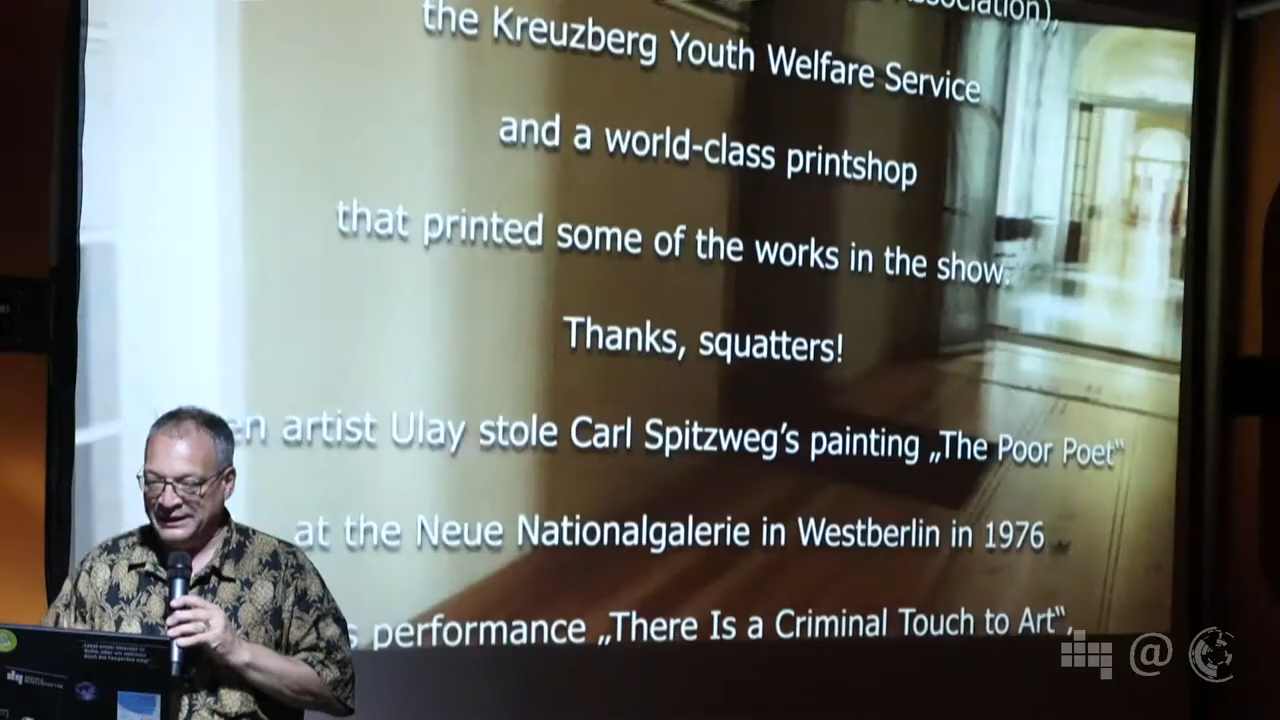 Association),
the Kreuzberg Youth Welfare Service
and a world-class printshop
that printed some of the works in the show.
Thanks, squatters!
artist Ulay stole Carl Spitzweg’s painting „The Poor Poet“
at the Neue Nationalgalerie in Westberlin in 1976
performance „There Is a Criminal Touch to Art“,
@